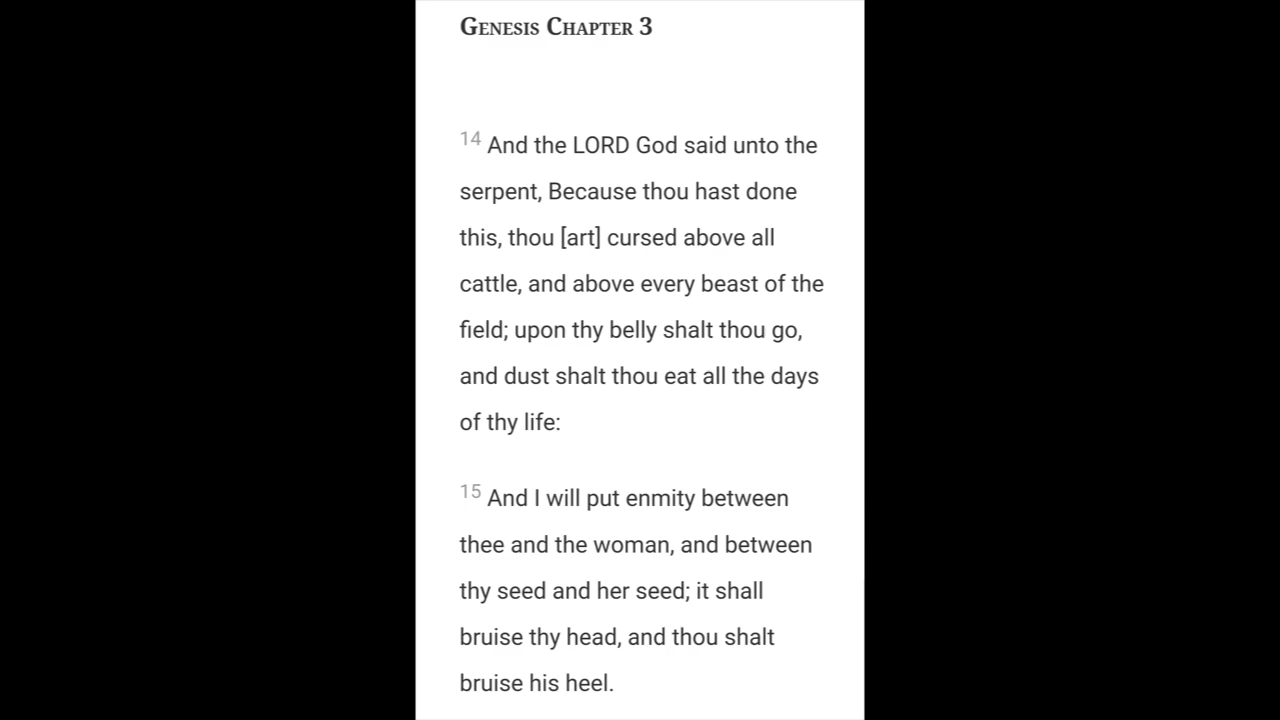 Genesis Chapter 3
14 And the LORD God said unto the
serpent, Because thou hast done
this, thou [art] cursed above all
cattle, and above every beast of the
field; upon thy belly shalt thou go,
and dust shalt thou eat all the days
of thy life:
15 And I will put enmity between
thee and the woman, and between
thy seed and her seed; it shall
bruise thy head, and thou shalt
bruise his heel.